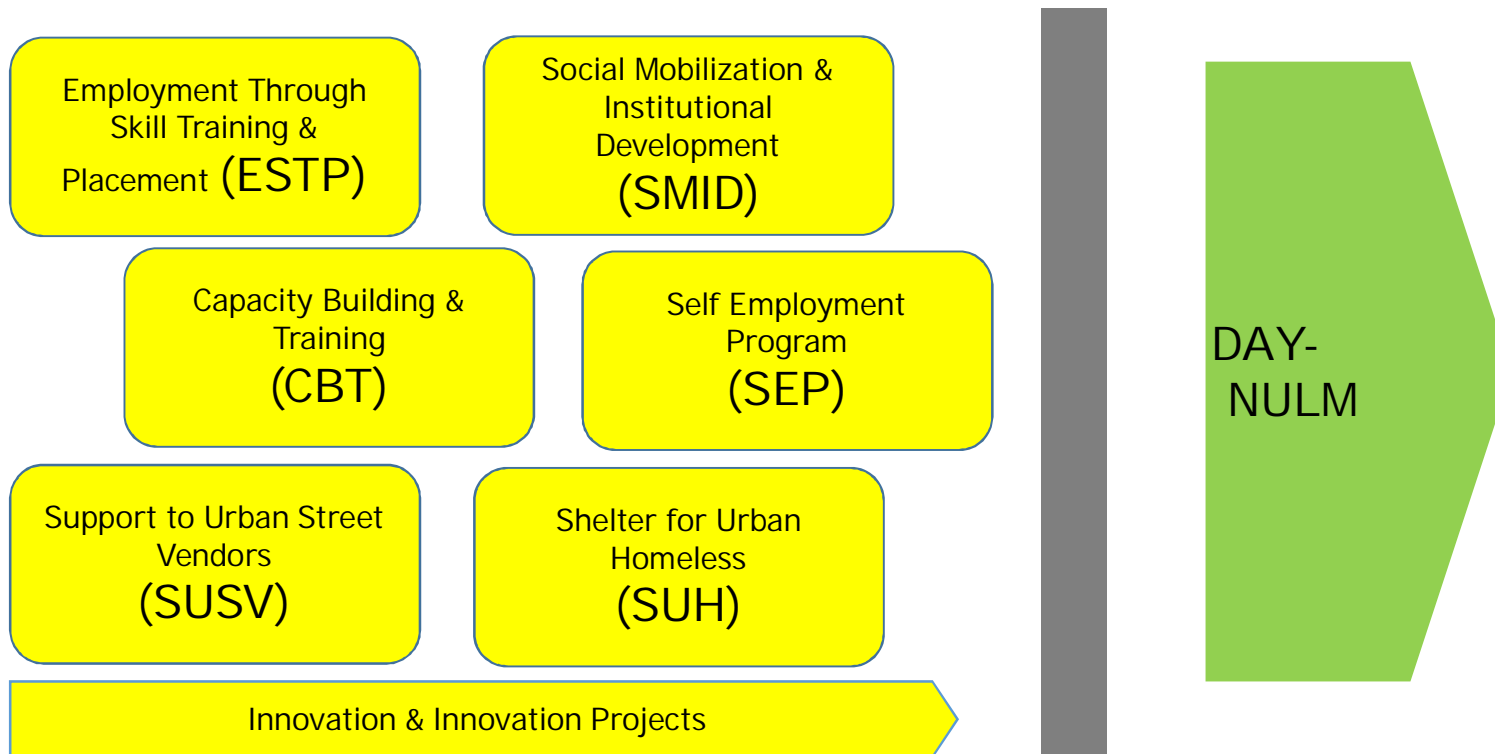 Employment Through
Skill Training &
Placement (ESTP)
Social Mobilization &
Institutional
Development
(SMID)
Capacity Building &
Training
(CBT)
Self Employment
Program
(SEP)
Support to Urban Street
Vendors
(SUSV)
Shelter for Urban
Homeless
(SUH)
Innovation & Innovation Projects
DAY-
NULM